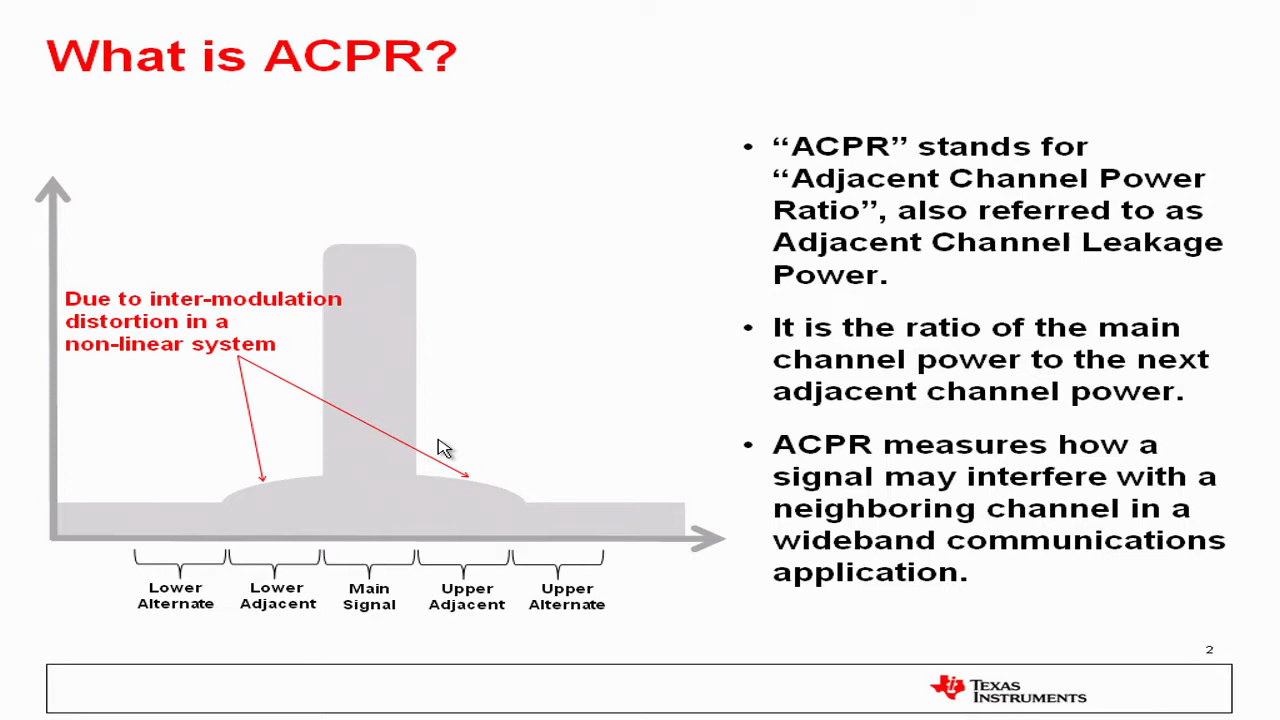 What is ACPR?
Due to inter-modulation
distortion in a
non-linear system
Lower
Alternate
Lower
Adjacent
Main
Signal
Upper
Adjacent
Upper
Alternate
• “ACPR” stands for
“Adjacent Channel Power
Ratio”, also referred to as
Adjacent Channel Leakage
Power.
• It is the ratio of the main
channel power to the next
adjacent channel power.
• ACPR measures how a
signal may interfere with a
neighboring channel in a
wideband communications
application.
2
TEXAS
INSTRUMENTS